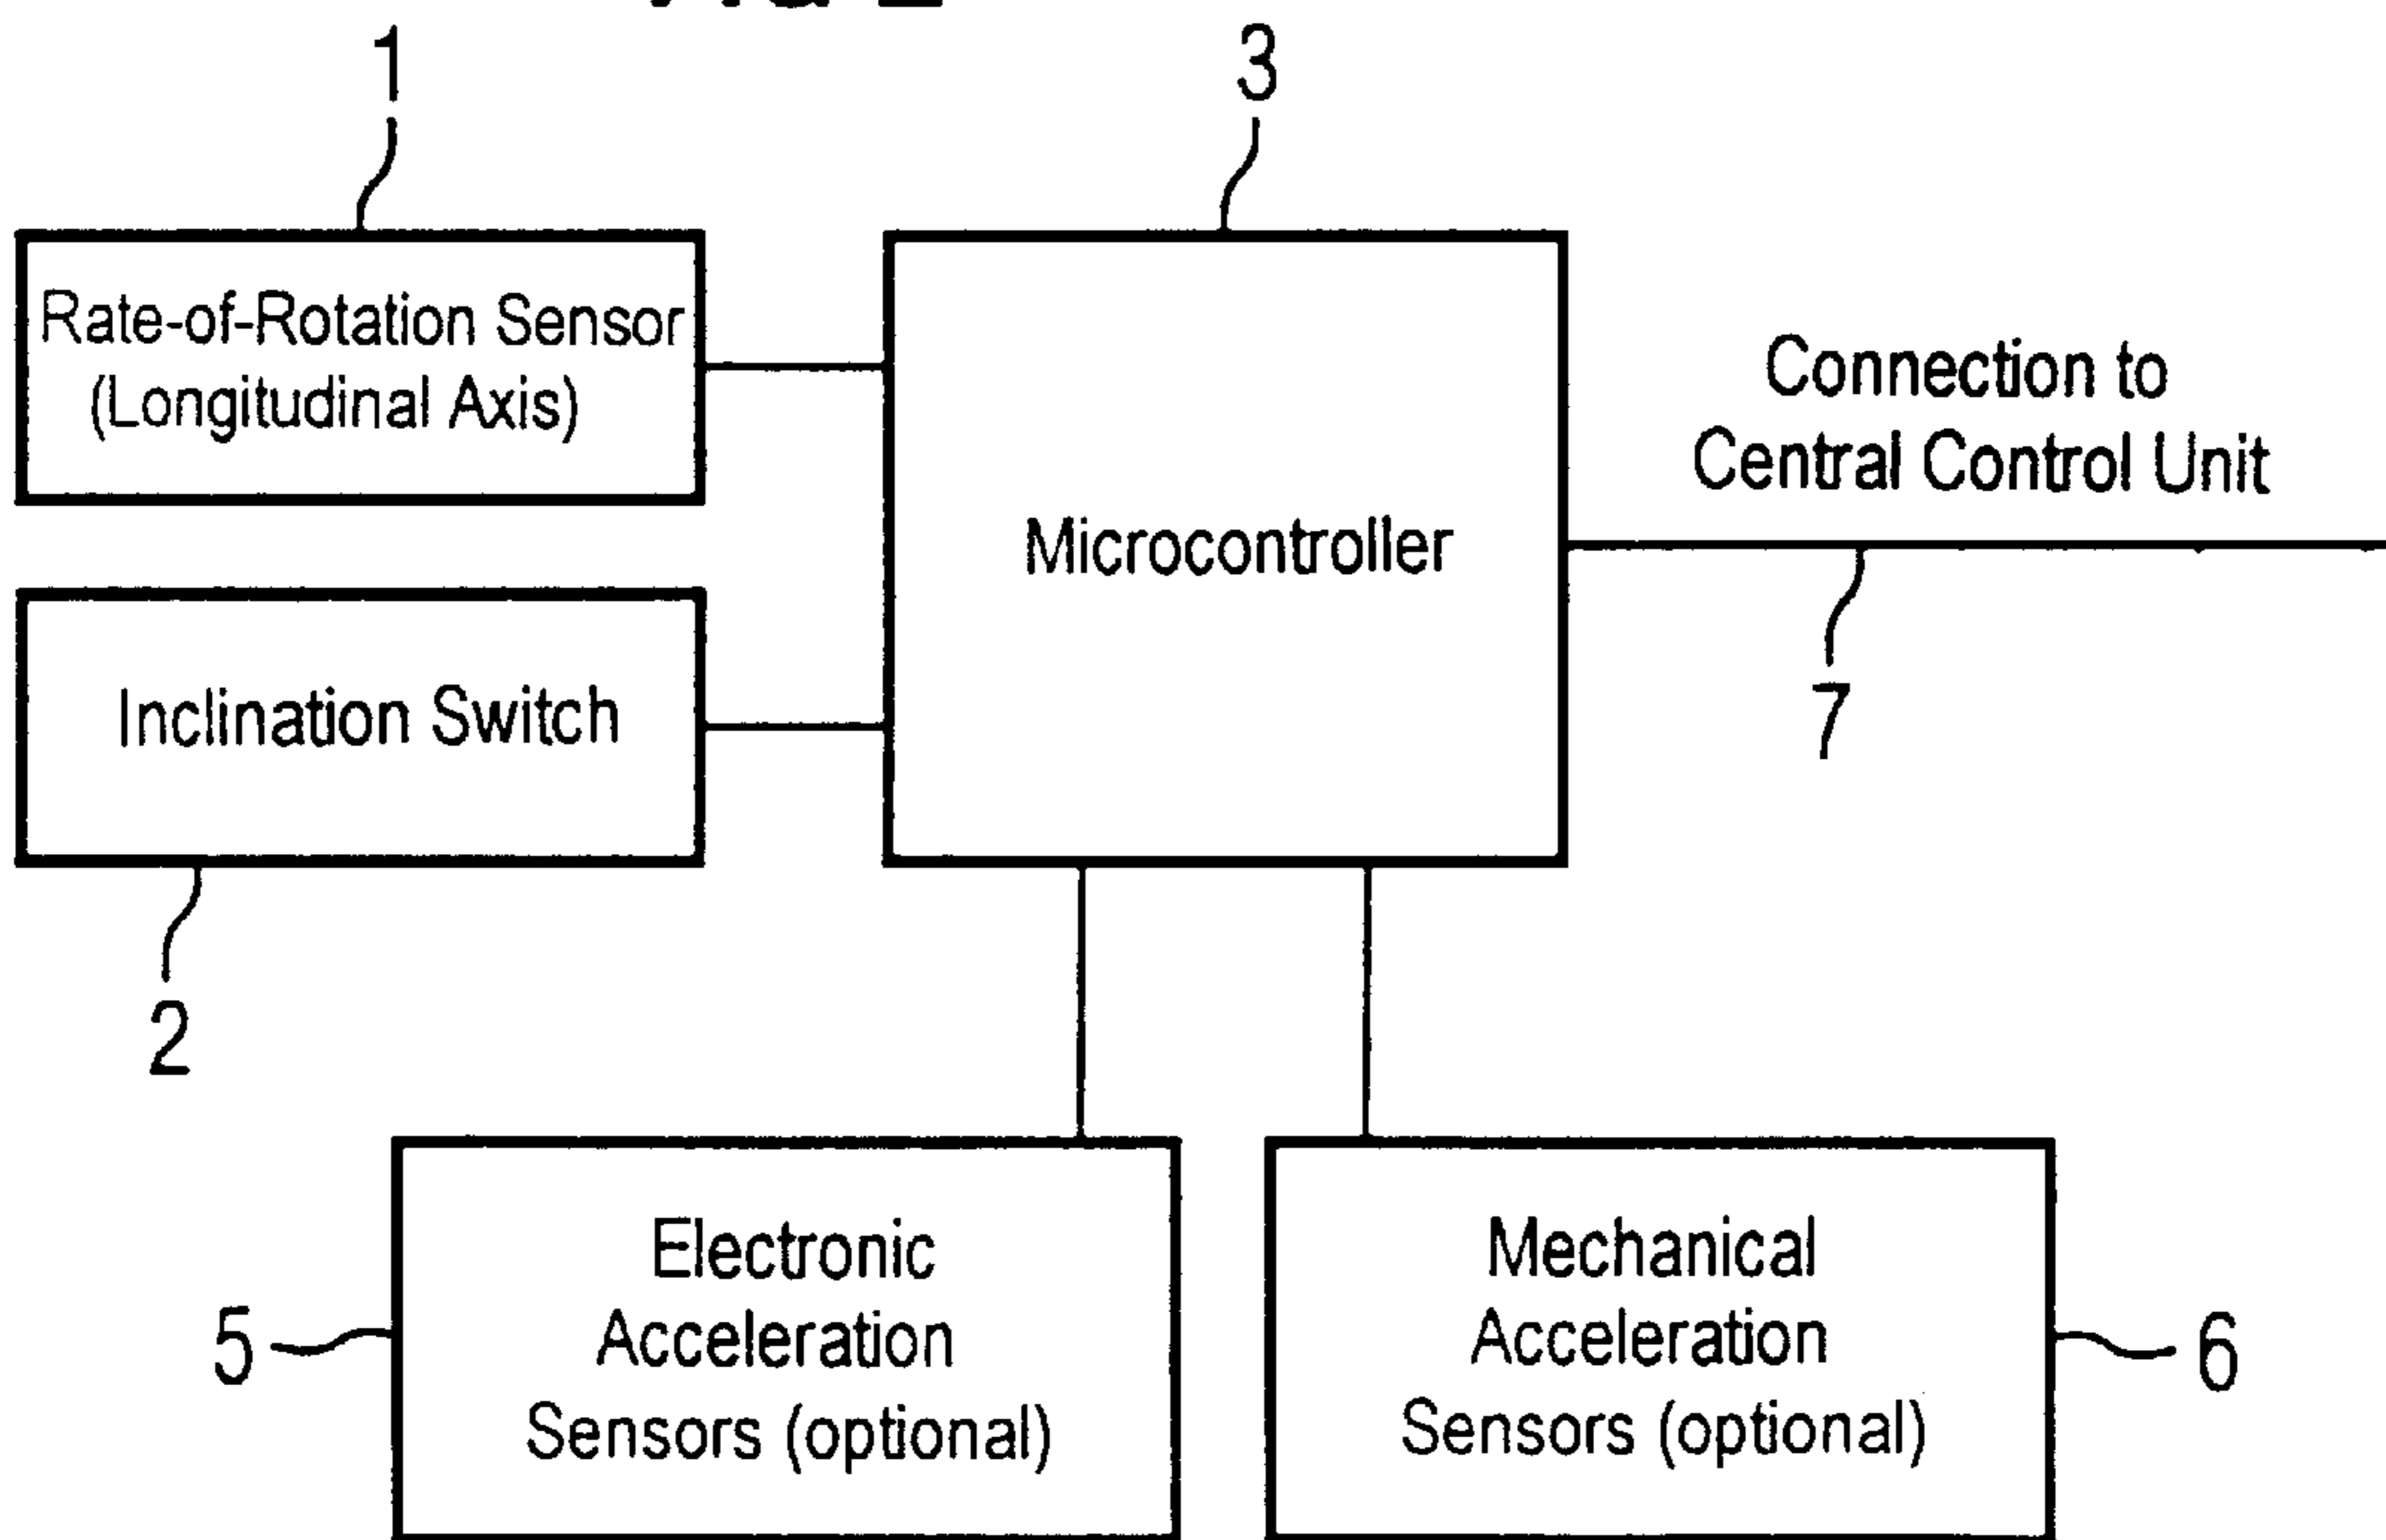 1
3
Rate-of-Rotation Sensor
(Longitudinal Axis)
Connection to
Central Control Unit
Microcontroller
Inclination Switch
7
2
Electronic
Acceleration
Sensors (optional)
Mechanical
Acceleration
Sensors (optional)
5
6